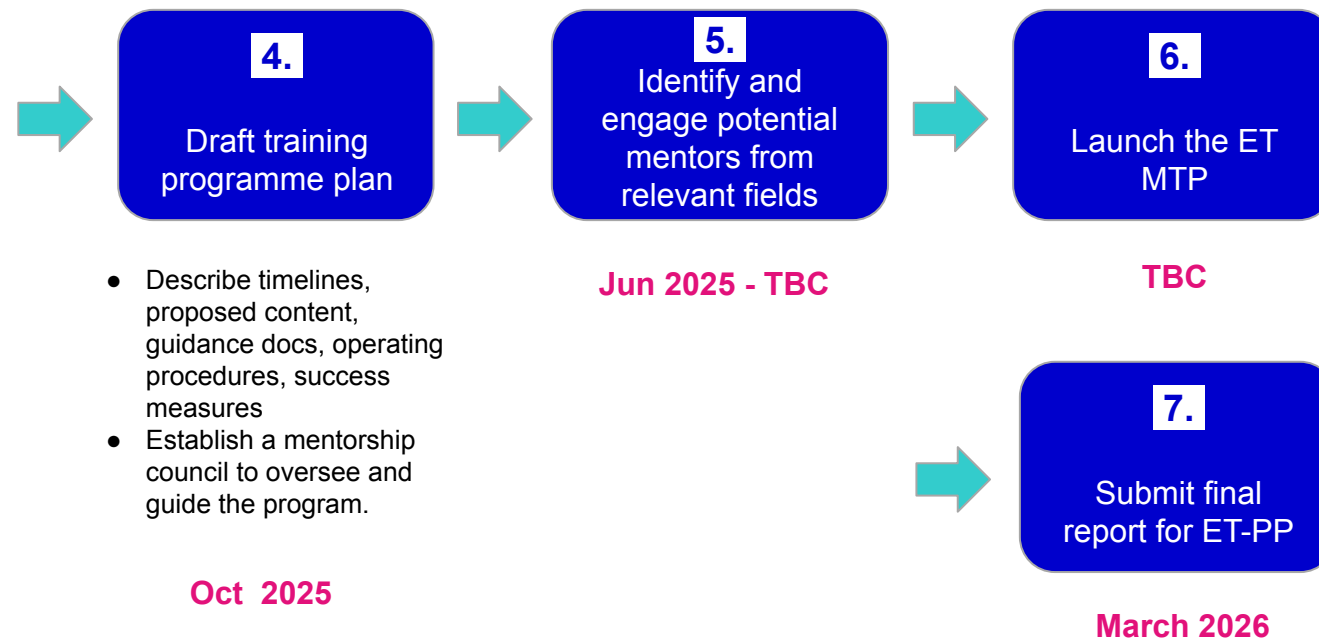 4.
Draft training
programme plan
● Describe timelines,
proposed content,
guidance docs, operating
procedures, success
measures
● Establish a mentorship
council to oversee and
guide the program.
Oct 2025
5.
Identify and
engage potential
mentors from
relevant fields
Jun 2025 - TBC
6.
Launch the ET
MTP
TBC
7.
Submit final
report for ET-PP
March 2026